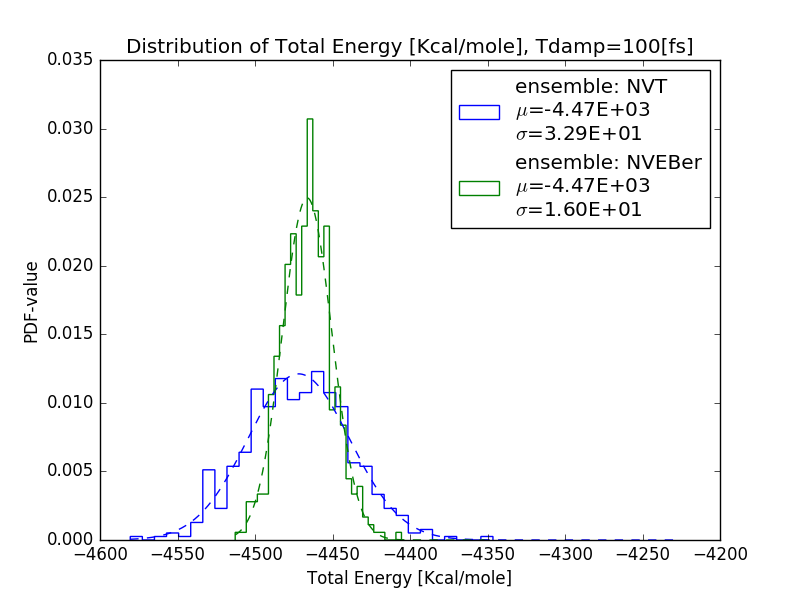 Distribution of Total Energy [Kcal/mole], Tdamp=100[fs]
ensemble: NVT
μ=-4.47E+03
σ=3.29E+01
ensemble: NVEBer
μ=-4.47E+03
σ=1.60E+01
0.035
0.030
0.025
0.020
0.015
0.010
0.005
0.000
PDF-value
−4600 −4550 −4500 −4450 −4400 −4350 −4300 −4250 −4200
Total Energy [Kcal/mole]